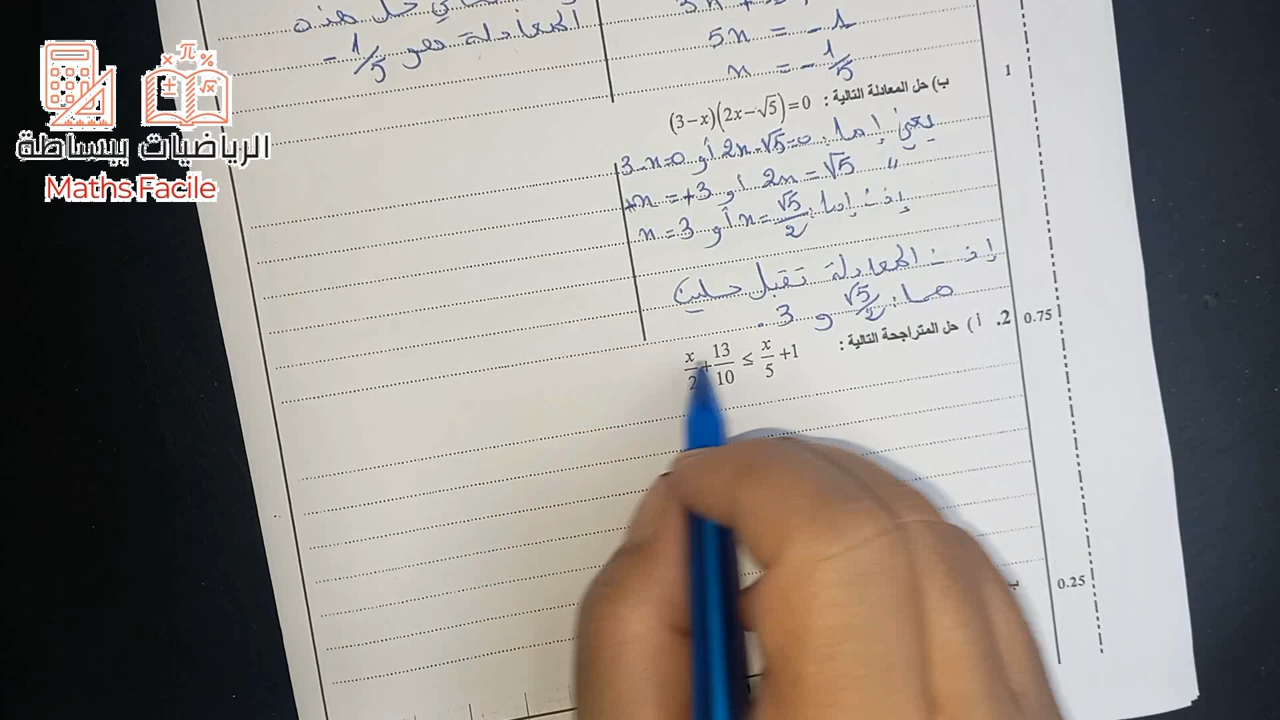 الرياضيات ببساطة
Maths Facile
حل هذه
المعادلة هو -1/5
5x = -1
x = -1/5
1
ب) حل المعادلة التالية : (3-x)(2x-√5)=0
يعني إما: 3-x=0 أو 2x-√5=0
〃 +x = +3 أو 2x = √5
إذن إما: x = 3 أو x = √5/2
إذن المعادلة تقبل حلين
هما: √5/2 و 3.
0.75
2. أ) حل المتراجحة التالية : x/2 + 13/10 ≤ x/5 + 1
0.25